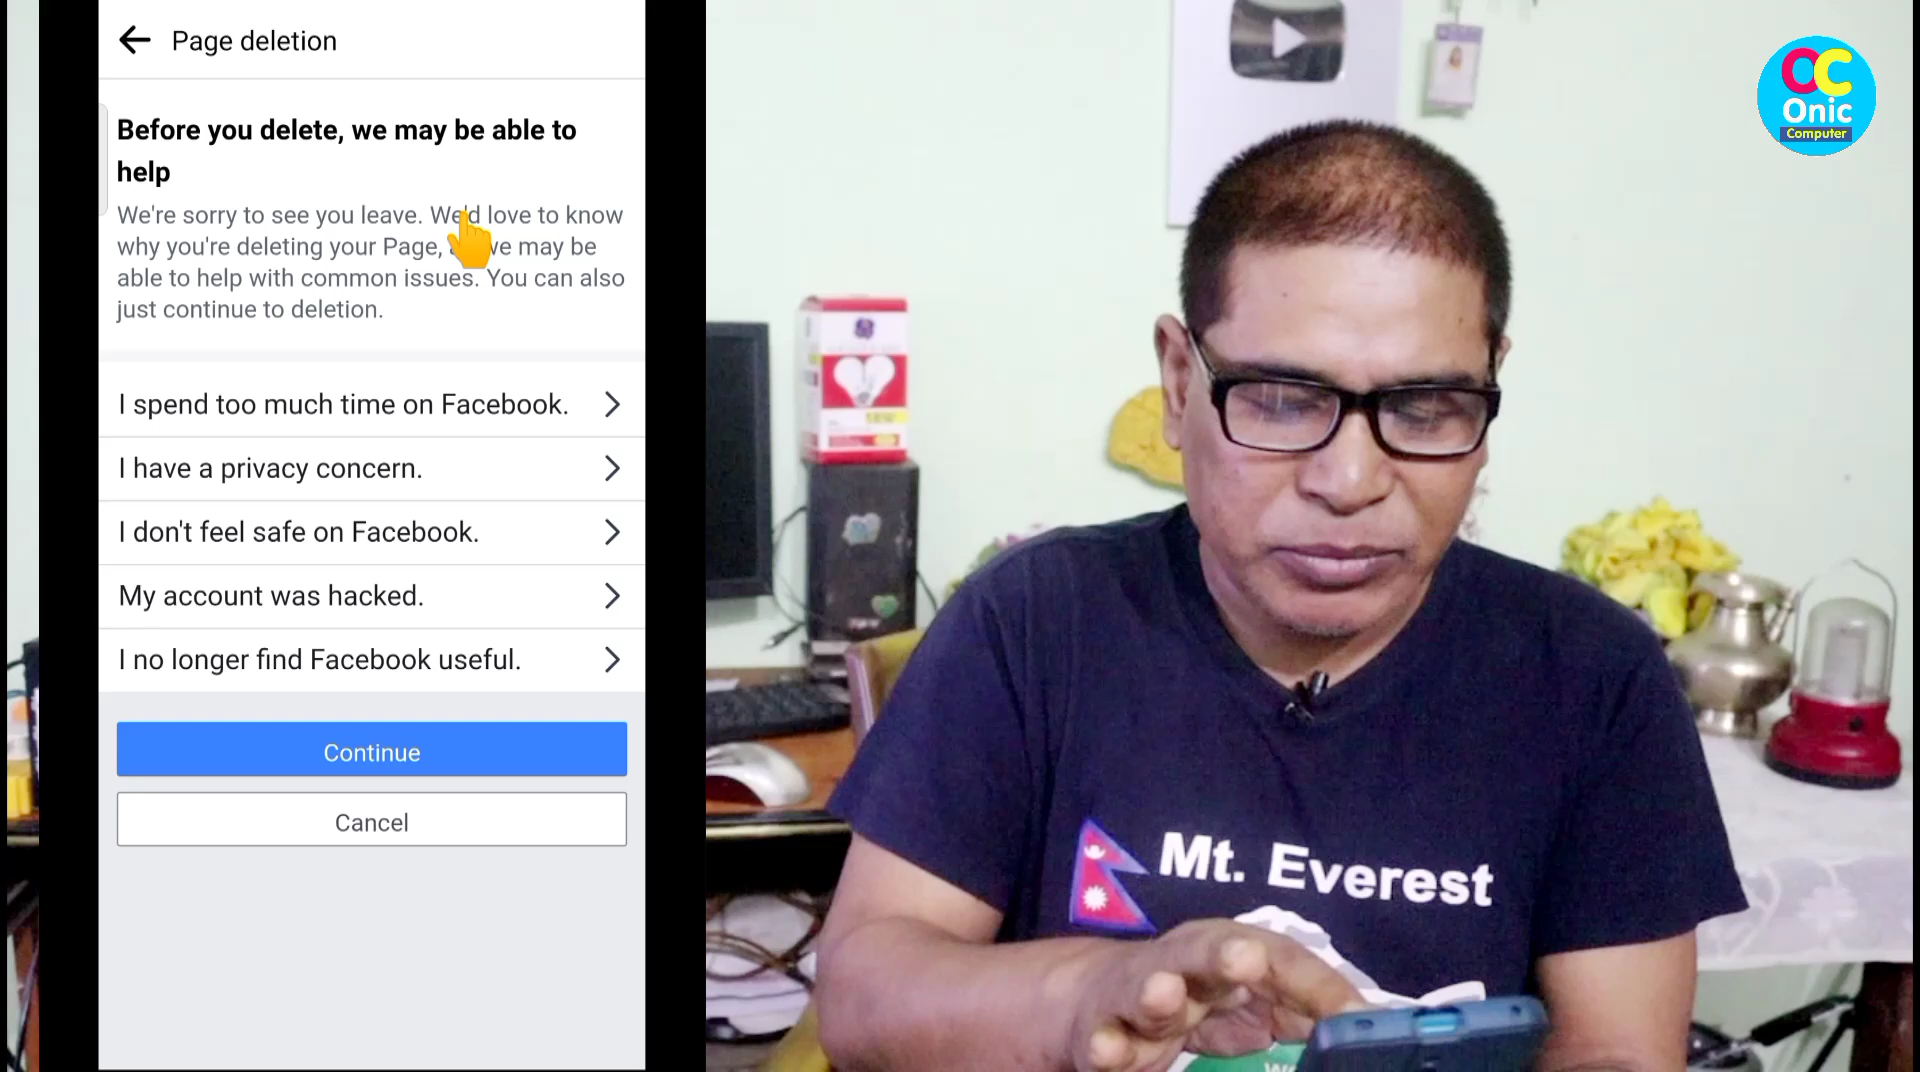 Page deletion
Before you delete, we may be able to
help
We're sorry to see you leave. We'd love to know
why you're deleting your Page, we may be
able to help with common issues. You can also
just continue to deletion.
I spend too much time on Facebook.
I have a privacy concern.
I don't feel safe on Facebook.
My account was hacked.
I no longer find Facebook useful.
Continue
Cancel
OC
Onic
Computer
Mt. Everest